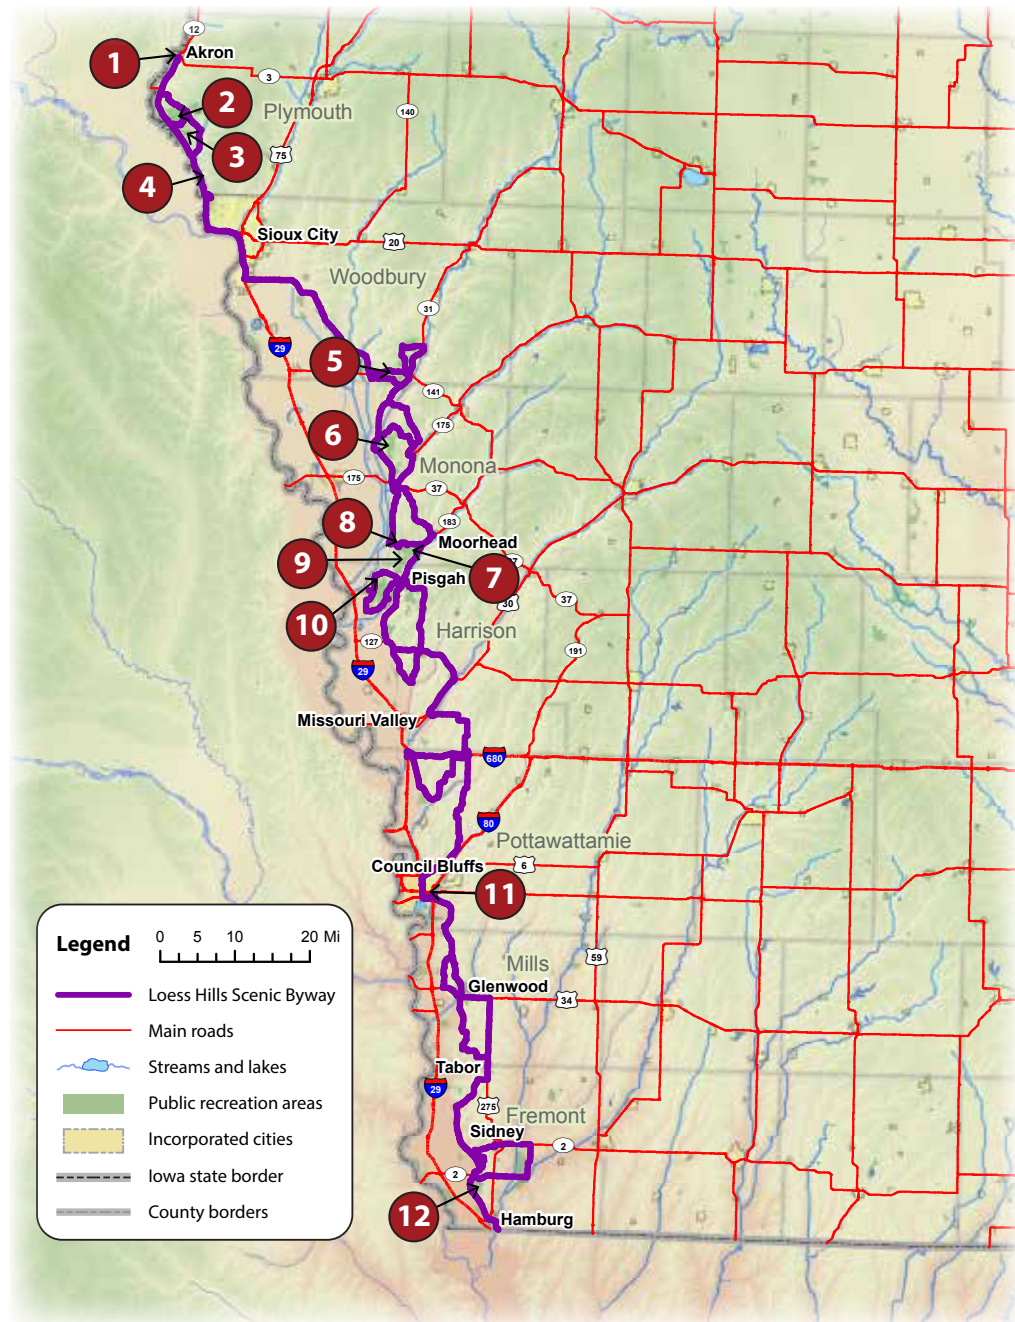 12
Akron
1
3
2
Plymouth
140
3
75
4
Sioux City
20
Woodbury
31
29
5
141
6
175
Monona
175
37
8
183
Moorhead
9
7
Pisgah
7
30
37
10
Harrison
127
191
29
Missouri Valley
680
80
Pottawattamie
Council Bluffs
6
11
Legend
0 5 10 20 Mi
Loess Hills Scenic Byway
Main roads
Streams and lakes
Public recreation areas
Incorporated cities
Iowa state border
County borders
59
Mills
Glenwood
34
Tabor
29
275
Fremont
Sidney
2
2
12
Hamburg